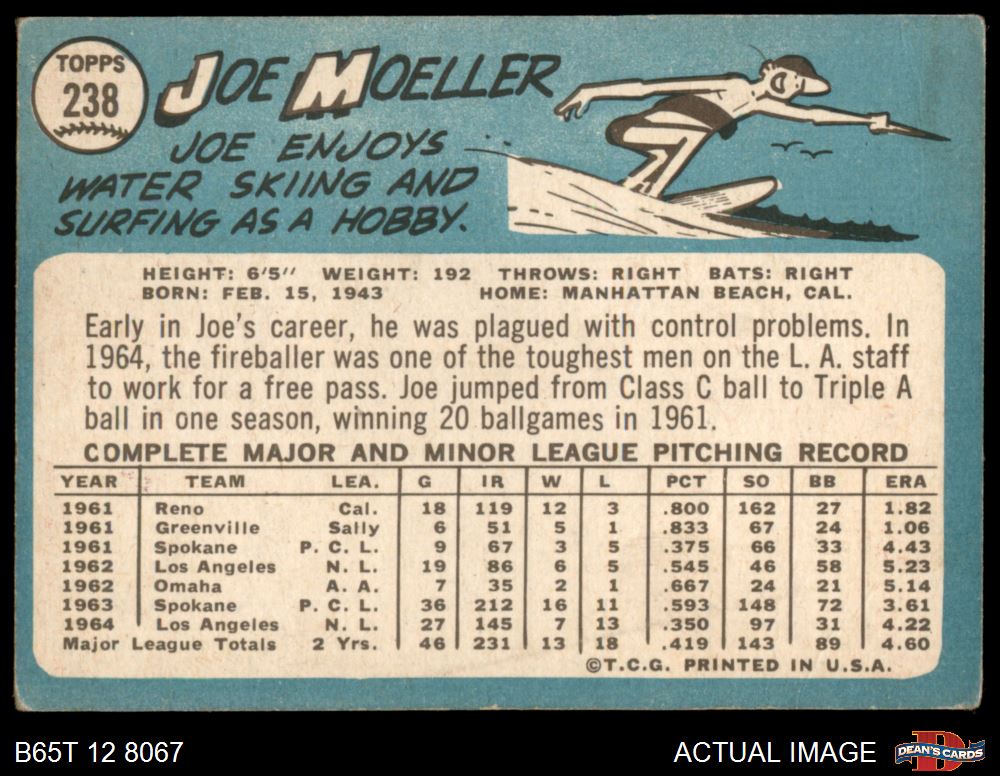 TOPPS
238
JOE MOELLER
JOE ENJOYS
WATER SKIING AND
SURFING AS A HOBBY.
HEIGHT: 6'5" WEIGHT: 192 THROWS: RIGHT BATS: RIGHT
BORN: FEB. 15, 1943 HOME: MANHATTAN BEACH, CAL.
Early in Joe's career, he was plagued with control problems. In
1964, the fireballer was one of the toughest men on the L. A. staff
to work for a free pass. Joe jumped from Class C ball to Triple A
ball in one season, winning 20 ballgames in 1961.
COMPLETE MAJOR AND MINOR LEAGUE PITCHING RECORD
YEAR TEAM LEA. G IR W L PCT SO BB ERA
1961 Reno Cal. 18 119 12 3 .800 162 27 1.82
1961 Greenville Sally 6 51 5 1 .833 67 24 1.06
1961 Spokane P. C. L. 9 67 3 5 .375 66 33 4.43
1962 Los Angeles N. L. 19 86 6 5 .545 46 58 5.23
1962 Omaha A. A. 7 35 2 1 .667 24 21 5.14
1963 Spokane P. C. L. 36 212 16 11 .593 148 72 3.61
1964 Los Angeles N. L. 27 145 7 13 .350 97 31 4.22
Major League Totals 2 Yrs. 46 231 13 18 .419 143 89 4.60
©T.C.G. PRINTED IN U.S.A.
B65T 12 8067 ACTUAL IMAGE DEAN'S CARDS